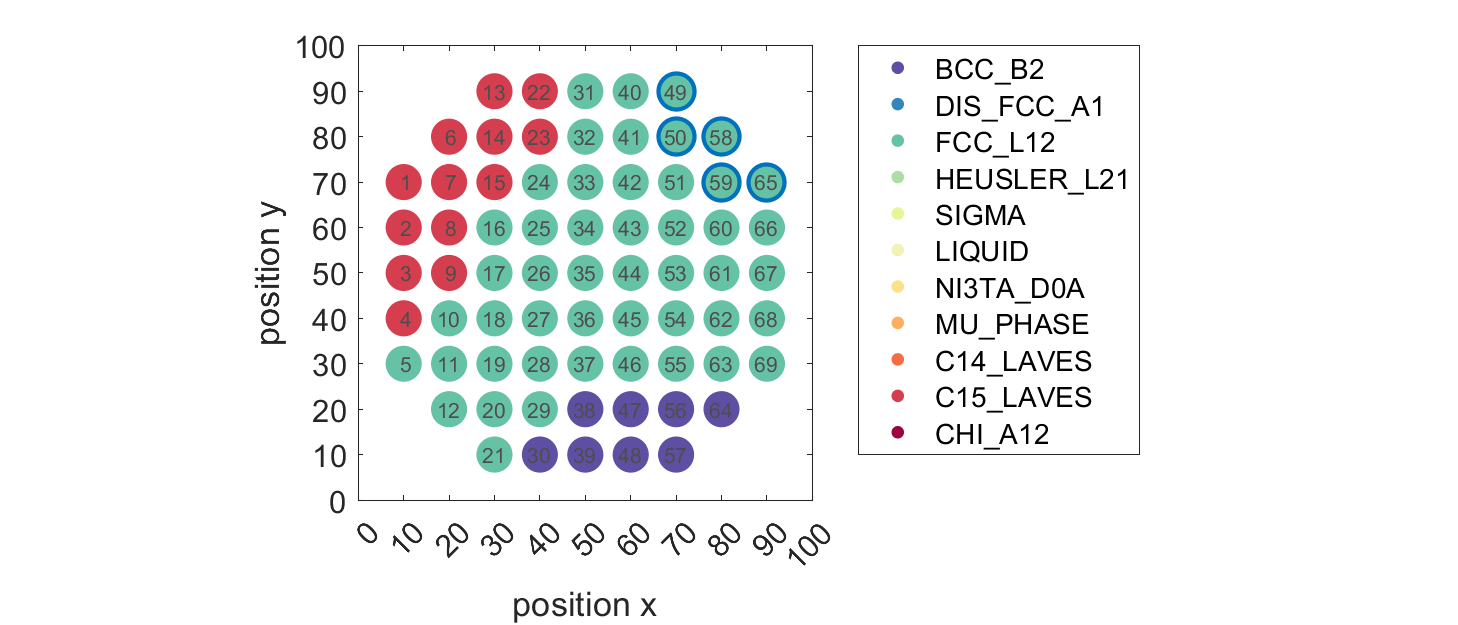 100
90
80
70
60
50
40
30
20
10
0
position y
13 22 31 40 49
6 14 23 32 41 50 58
1 7 15 24 33 42 51 59 65
2 8 16 25 34 43 52 60 66
3 9 17 26 35 44 53 61 67
4 10 18 27 36 45 54 62 68
5 11 19 28 37 46 55 63 69
12 20 29 38 47 56 64
21 30 39 48 57
0 10 20 30 40 50 60 70 80 90 100
position x
BCC_B2
DIS_FCC_A1
FCC_L12
HEUSLER_L21
SIGMA
LIQUID
NI3TA_D0A
MU_PHASE
C14_LAVES
C15_LAVES
CHI_A12